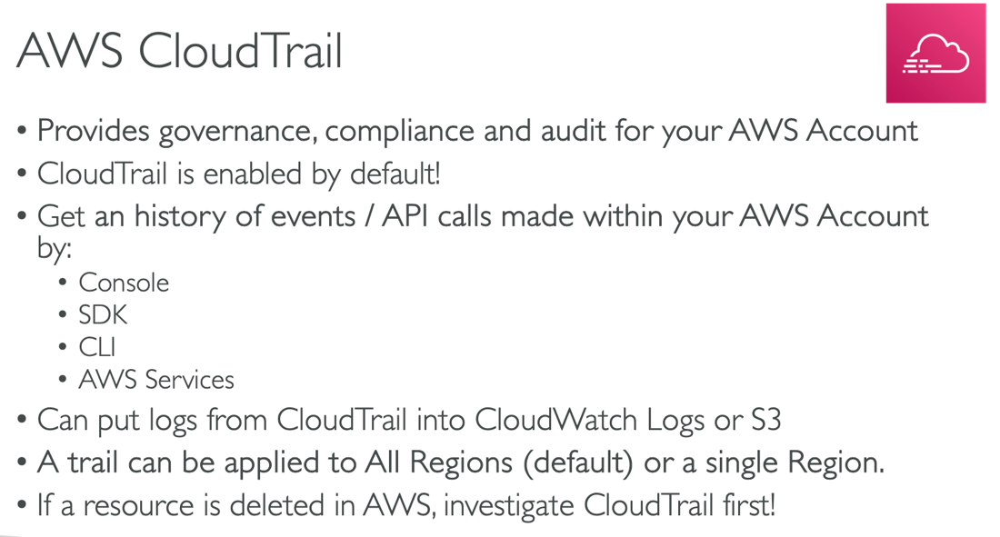 AWS CloudTrail
• Provides governance, compliance and audit for your AWS Account
• CloudTrail is enabled by default!
• Get an history of events / API calls made within your AWS Account
by:
• Console
• SDK
• CLI
• AWS Services
• Can put logs from CloudTrail into CloudWatch Logs or S3
• A trail can be applied to All Regions (default) or a single Region.
• If a resource is deleted in AWS, investigate CloudTrail first!